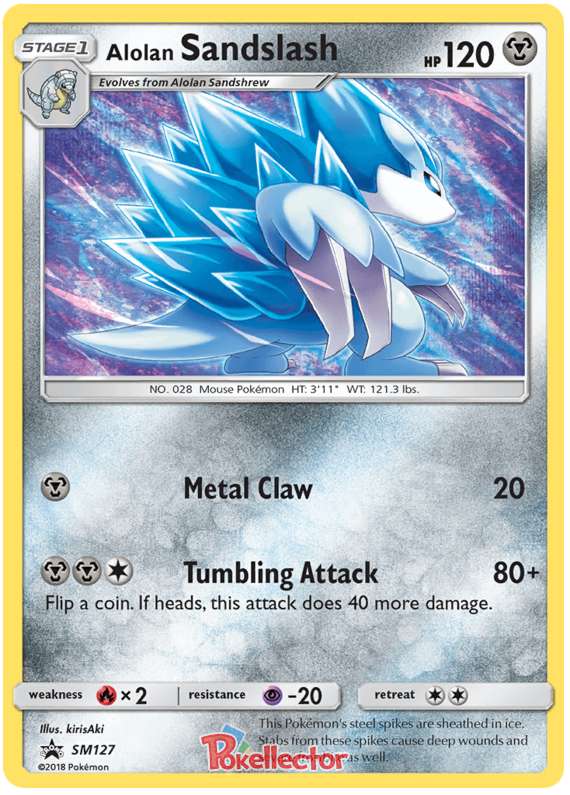 STAGE1
Alolan Sandslash
HP 120
Evolves from Alolan Sandshrew
NO. 028 Mouse Pokémon HT: 3'11" WT: 121.3 lbs.
Metal Claw 20
Tumbling Attack 80+
Flip a coin. If heads, this attack does 40 more damage.
weakness ×2 resistance -20 retreat
Illus. kirisAki
SM127
©2018 Pokémon
This Pokémon's steel spikes are sheathed in ice.
Stabs from these spikes cause deep wounds and
as well.
Pokellector